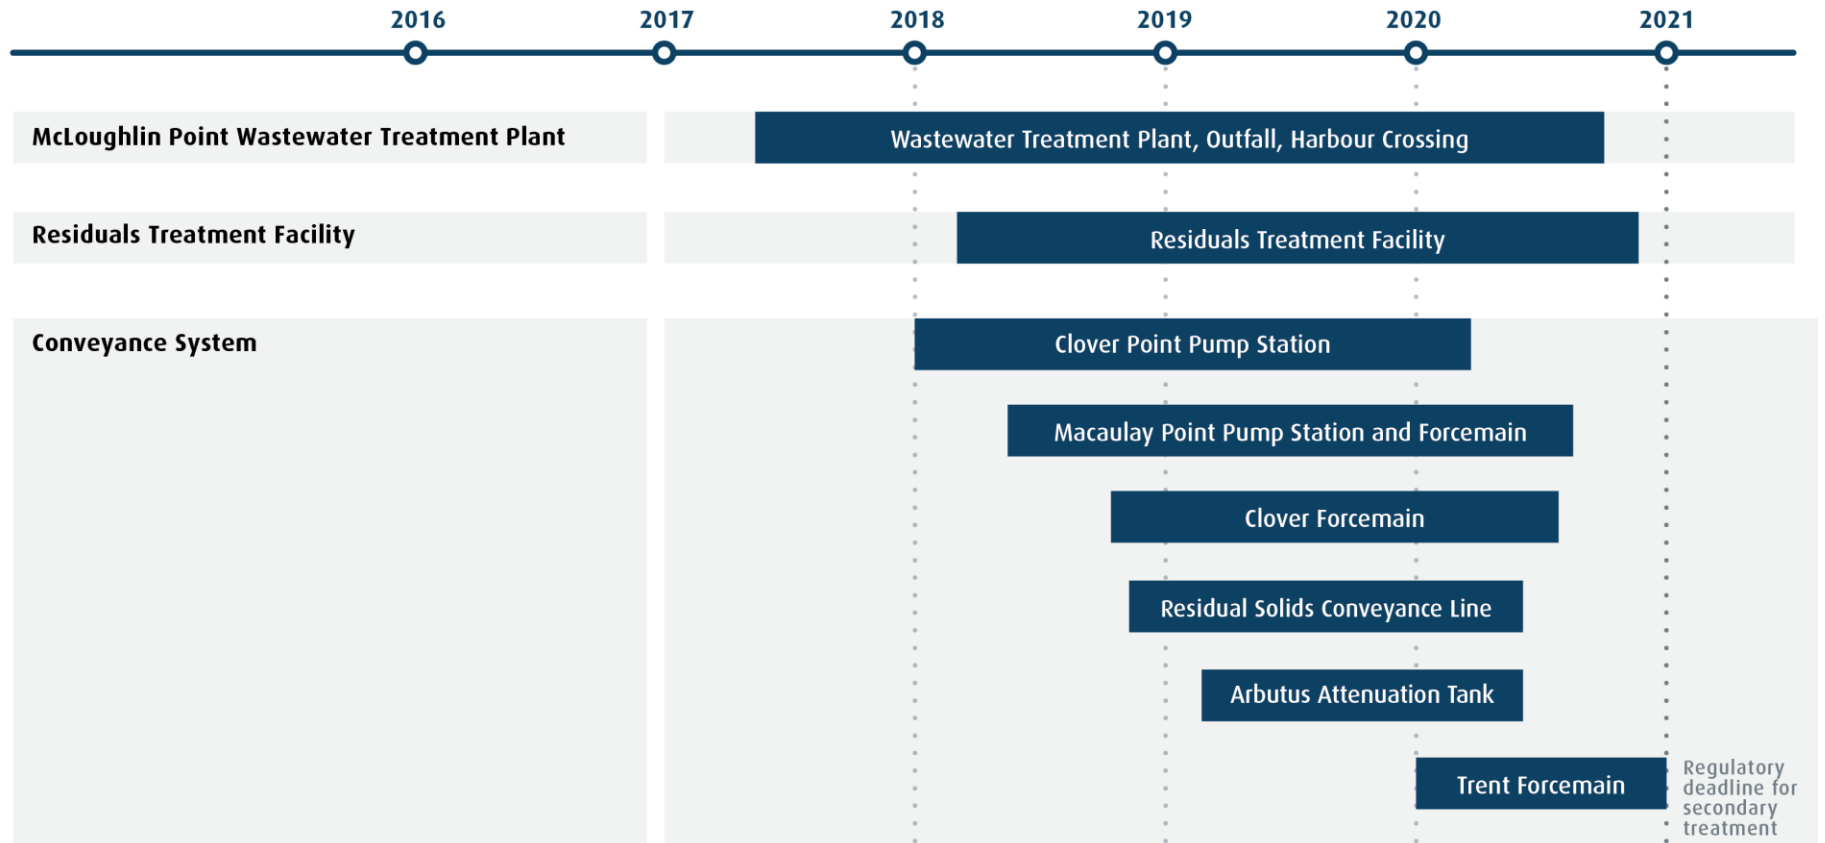 2016 2017 2018 2019 2020 2021
McLoughlin Point Wastewater Treatment Plant
Wastewater Treatment Plant, Outfall, Harbour Crossing
Residuals Treatment Facility
Residuals Treatment Facility
Conveyance System
Clover Point Pump Station
Macaulay Point Pump Station and Forcemain
Clover Forcemain
Residual Solids Conveyance Line
Arbutus Attenuation Tank
Trent Forcemain
Regulatory
deadline for
secondary
treatment